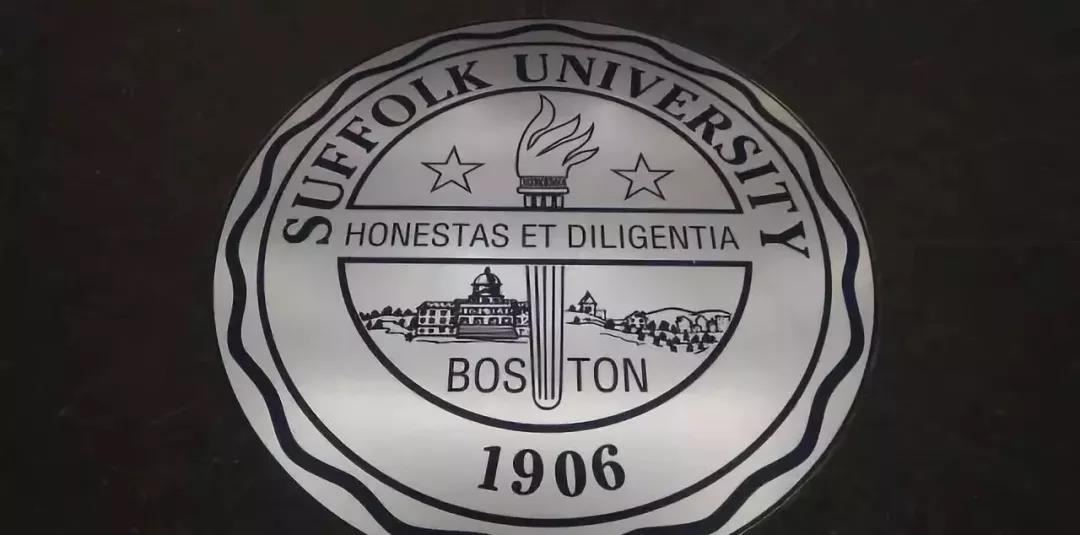 SUFFOLK UNIVERSITY
HONESTAS ET DILIGENTIA
BOSTON
1906